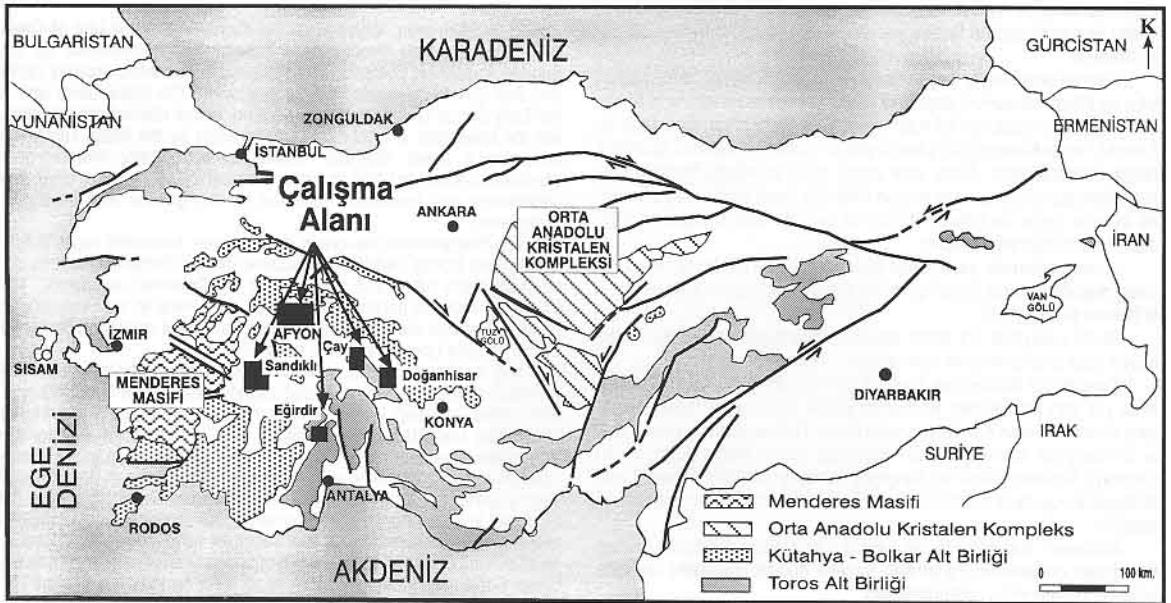 BULGARİSTAN
KARADENİZ
GÜRCİSTAN
K
YUNANİSTAN
ZONGULDAK
ERMENİSTAN
İSTANBUL
Çalışma
Alanı
ANKARA
ORTA
ANADOLU
KRİSTALEN
KOMPLEKSİ
İRAN
VAN
GÖLÜ
TUZ
GÖLÜ
İZMİR
AFYON
Çay
SISAM
Sandıklı
Doğanhisar
MENDERES
MASİFİ
DİYARBAKIR
Eğirdir
KONYA
IRAK
SURİYE
EGE
DENİZİ
ANTALYA
RODOS
AKDENİZ
Menderes Masifi
Orta Anadolu Kristalen Kompleks
Kütahya - Bolkar Alt Birliği
Toros Alt Birliği
0 100 km.